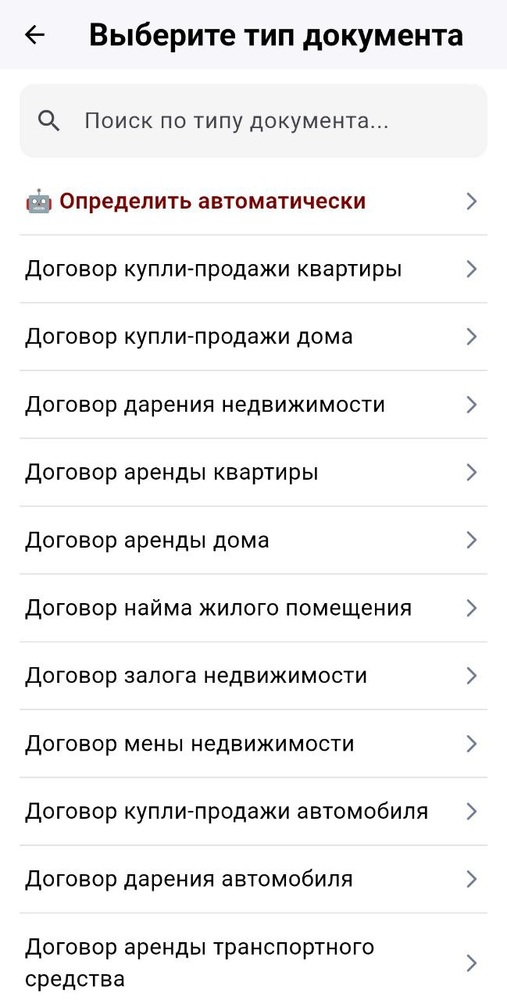 Выберите тип документа
Поиск по типу документа...
🤖 Определить автоматически
Договор купли-продажи квартиры
Договор купли-продажи дома
Договор дарения недвижимости
Договор аренды квартиры
Договор аренды дома
Договор найма жилого помещения
Договор залога недвижимости
Договор мены недвижимости
Договор купли-продажи автомобиля
Договор дарения автомобиля
Договор аренды транспортного
средства